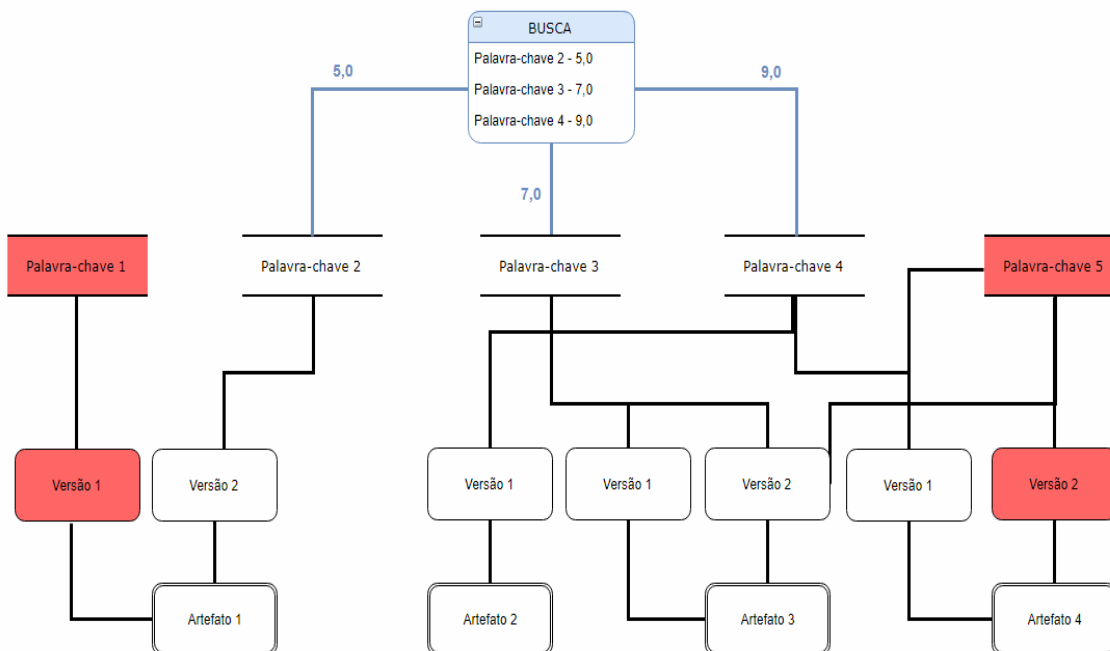 BUSCA
Palavra-chave 2 - 5,0
Palavra-chave 3 - 7,0
Palavra-chave 4 - 9,0
5,0
9,0
7,0
Palavra-chave 1
Palavra-chave 2
Palavra-chave 3
Palavra-chave 4
Palavra-chave 5
Versão 1
Versão 2
Versão 1
Versão 1
Versão 2
Versão 1
Versão 2
Artefato 1
Artefato 2
Artefato 3
Artefato 4